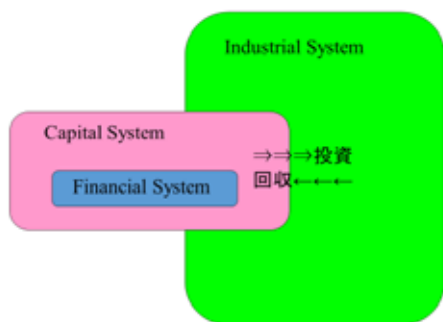 Industrial System
Capital System
⇒⇒⇒投資
Financial System
回収←←←